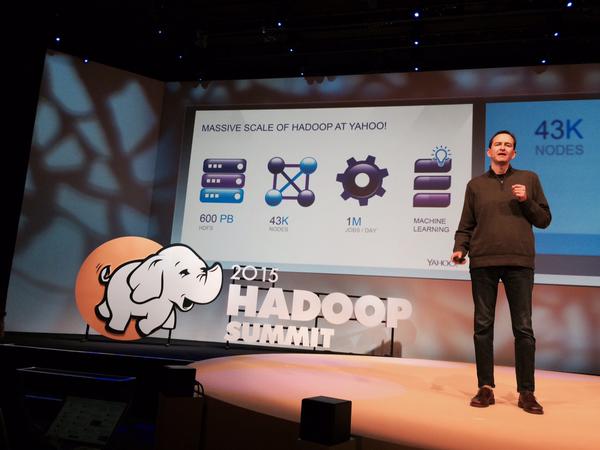 MASSIVE SCALE OF HADOOP AT YAHOO!
600 PB
HDFS
43K
NODES
1M
JOBS / DAY
MACHINE
LEARNING
YAHOO!
43K
NODES
2015
HADOOP
SUMMIT